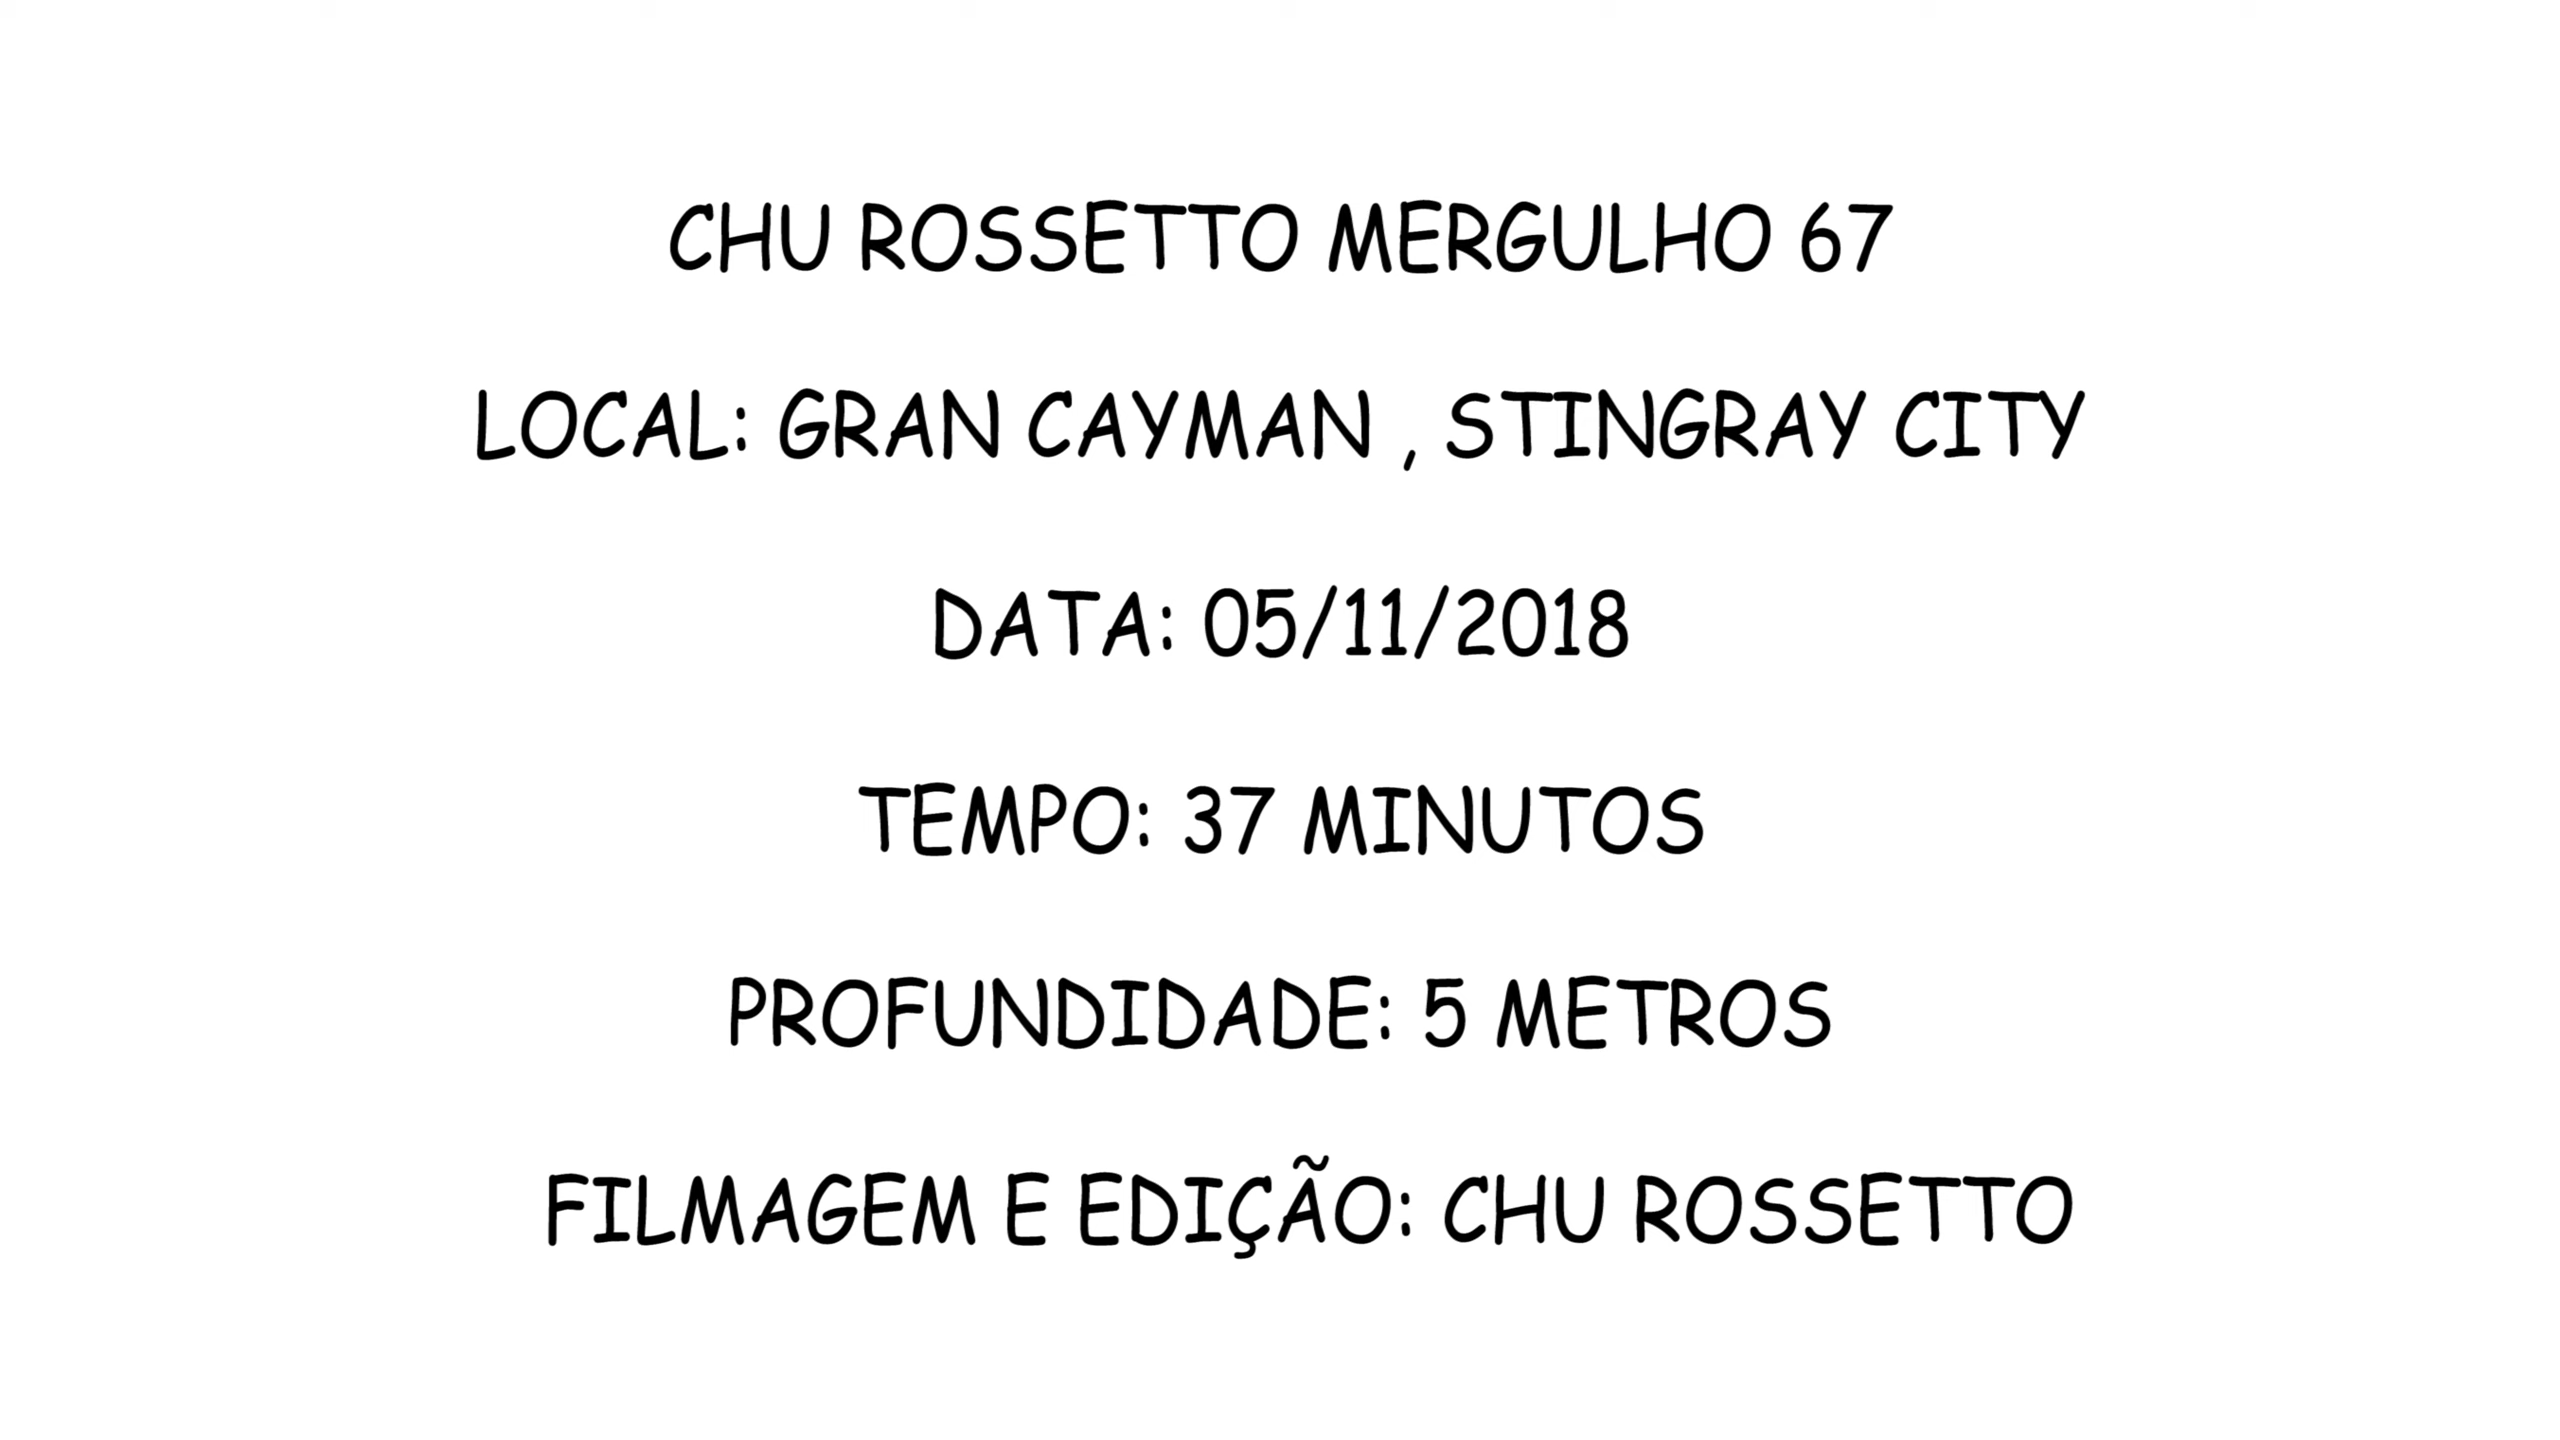 CHU ROSSETTO MERGULHO 67
LOCAL: GRAN CAYMAN , STINGRAY CITY
DATA: 05/11/2018
TEMPO: 37 MINUTOS
PROFUNDIDADE: 5 METROS
FILMAGEM E EDIÇÃO: CHU ROSSETTO